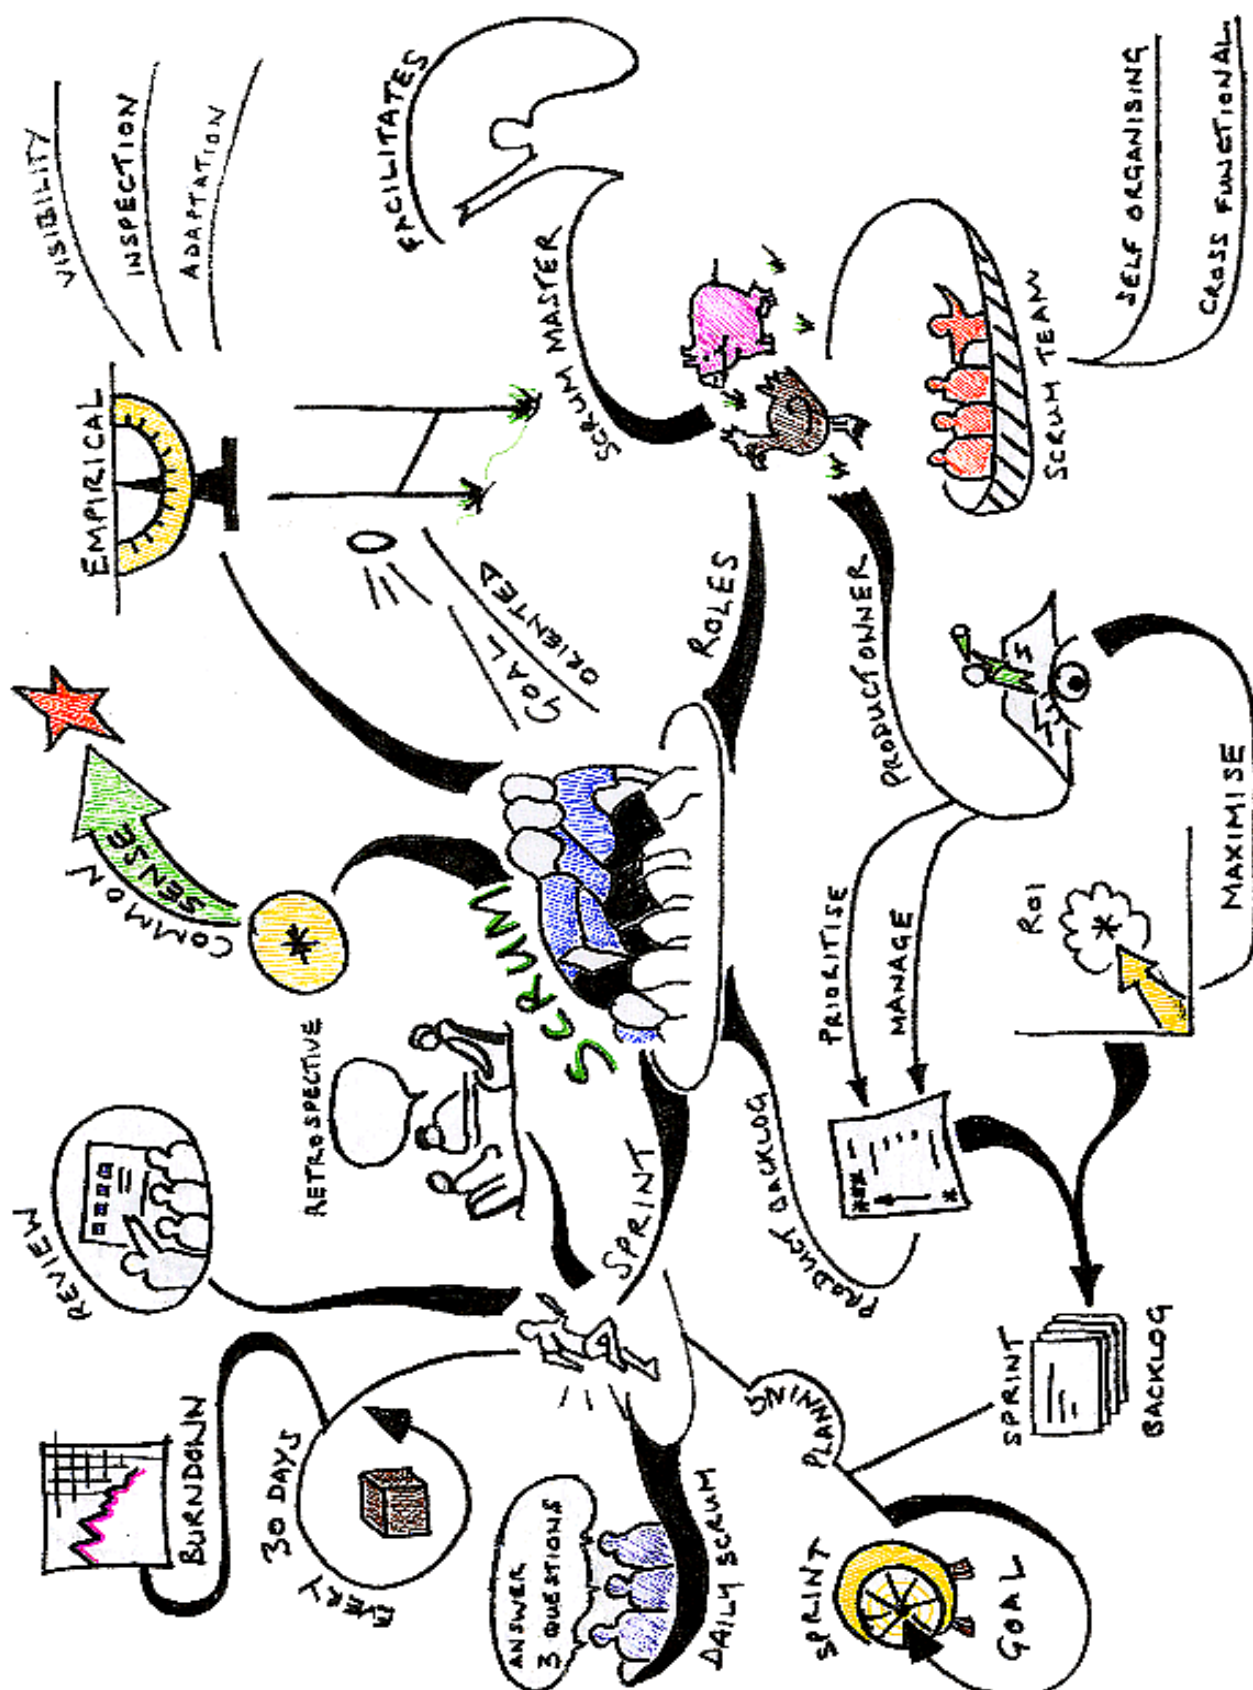 SCRUM
EMPIRICAL
VISIBILITY
INSPECTION
ADAPTATION
GOAL
ORIENTED
COMMON
SENSE
ROLES
SCRUM MASTER
FACILITATES
SCRUM TEAM
SELF ORGANISING
CROSS FUNCTIONAL
PRODUCT OWNER
PRIORITISE
MANAGE
MAXIMISE
ROI
PRODUCT BACKLOG
SPRINT
BACKLOG
SPRINT
RETROSPECTIVE
REVIEW
BURNDOWN
EVERY
30 DAYS
DAILY SCRUM
ANSWER
3 QUESTIONS
PLANNING
SPRINT
GOAL